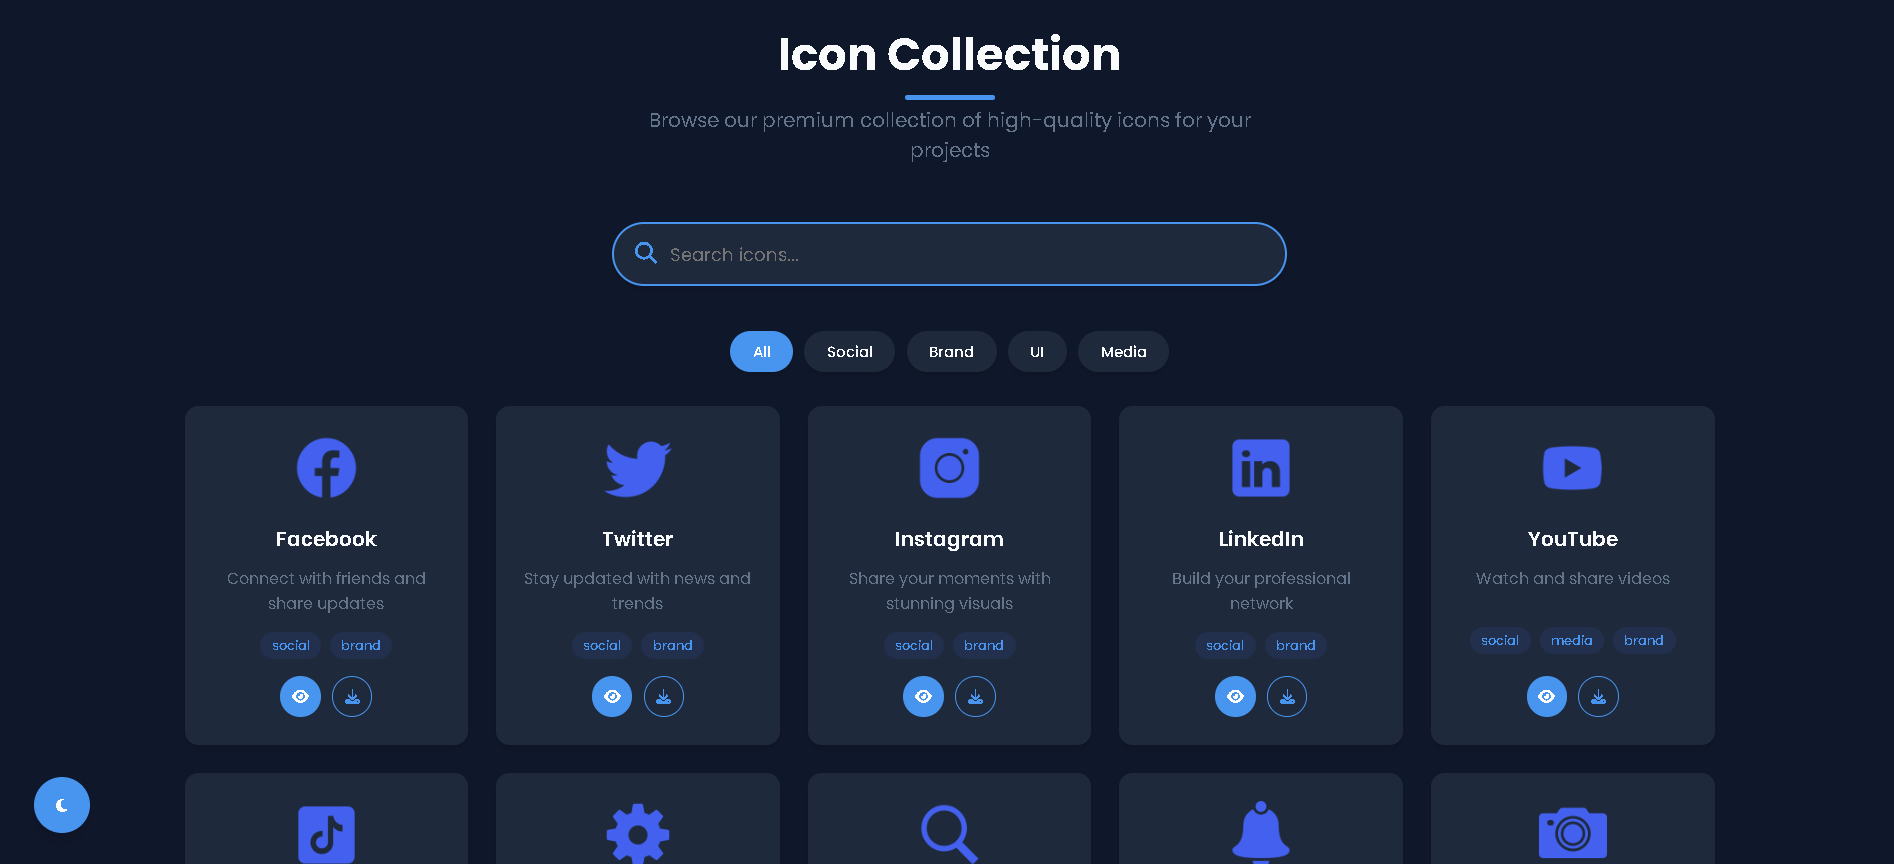 Icon Collection
Browse our premium collection of high-quality icons for your
projects
Search icons...
All Social Brand UI Media
Facebook
Connect with friends and
share updates
social brand
Twitter
Stay updated with news and
trends
social brand
Instagram
Share your moments with
stunning visuals
social brand
LinkedIn
Build your professional
network
social brand
YouTube
Watch and share videos
social media brand